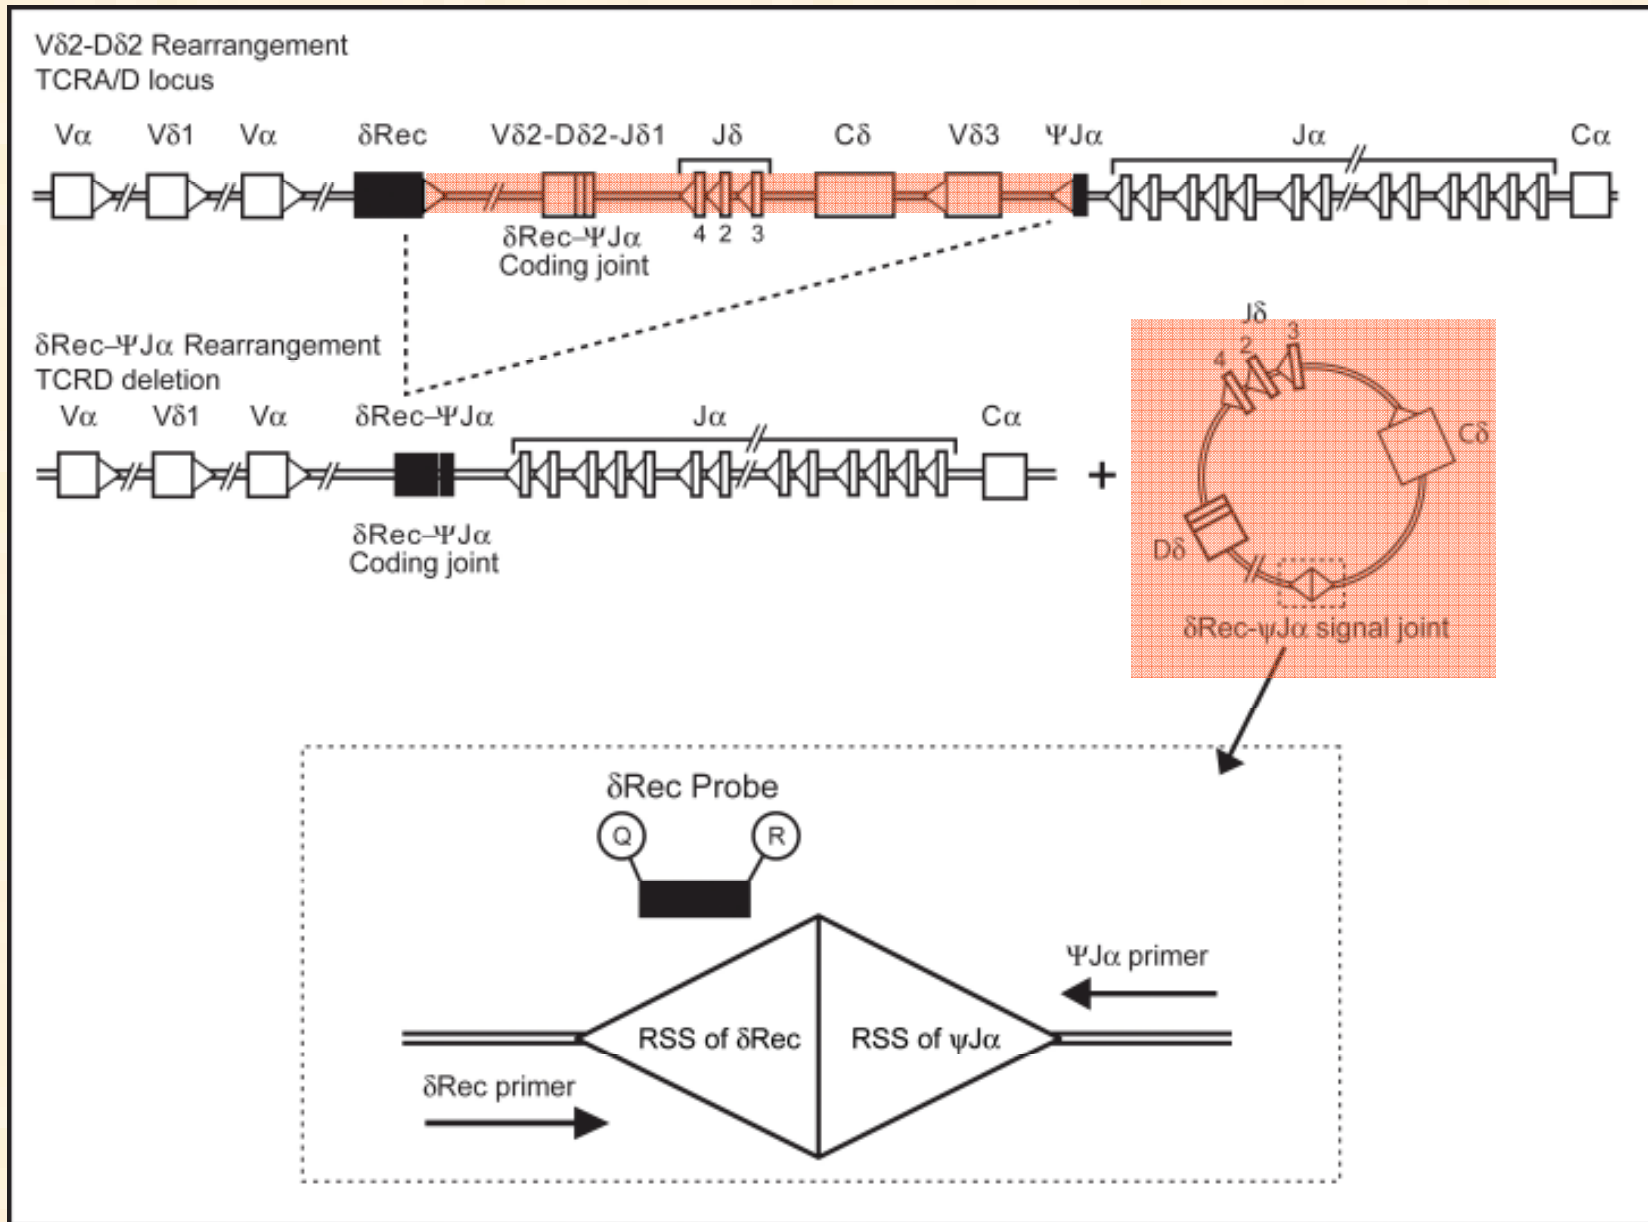 Vδ2-Dδ2 Rearrangement
TCRA/D locus
Vα Vδ1 Vα δRec Vδ2-Dδ2-Jδ1 Jδ Cδ Vδ3 ΨJα Jα Cα
4 2 3
δRec–ΨJα
Coding joint
δRec–ΨJα Rearrangement
TCRD deletion
Vα Vδ1 Vα δRec–ΨJα Jα Cα
δRec–ΨJα
Coding joint
+
Jδ
4 2 3
Cδ
Dδ
δRec-ψJα signal joint
δRec Probe
Q R
ΨJα primer
RSS of δRec RSS of ψJα
δRec primer